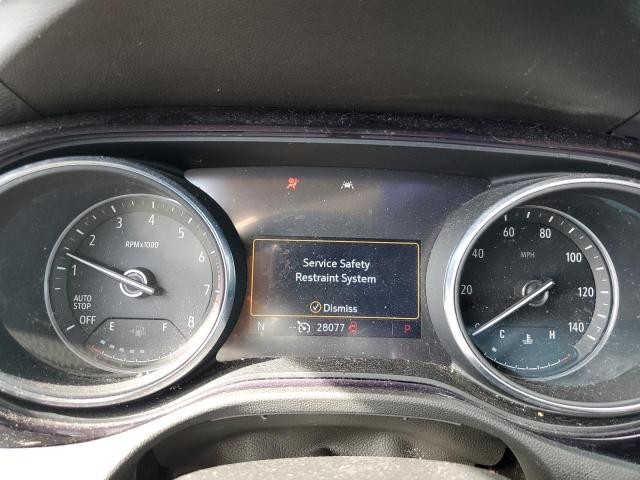 1 2 3 4 5 6 7 8
RPMx1000
AUTO
STOP
OFF
E F
Service Safety
Restraint System
Dismiss
N -- 28077 P
20 40 60 80 100 120 140
MPH
C H